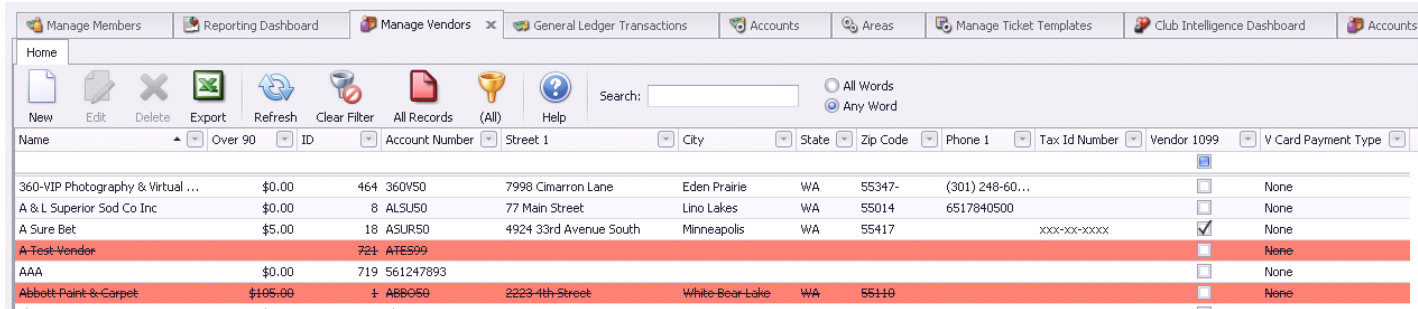 Manage Members Reporting Dashboard Manage Vendors General Ledger Transactions Accounts Areas Manage Ticket Templates Club Intelligence Dashboard Accounts
Home
New Edit Delete Export Refresh Clear Filter All Records (All) Help Search: All Words Any Word
Name Over 90 ID Account Number Street 1 City State Zip Code Phone 1 Tax Id Number Vendor 1099 V Card Payment Type
360-VIP Photography & Virtual ... $0.00 464 360V50 7998 Cimarron Lane Eden Prairie WA 55347- (301) 248-60... None
A & L Superior Sod Co Inc $0.00 8 ALSU50 77 Main Street Lino Lakes WA 55014 6517840500 None
A Sure Bet $5.00 18 ASUR50 4924 33rd Avenue South Minneapolis WA 55417 xxx-xx-xxxx None
A Test Vendor 721 ATES99 None
AAA $0.00 719 561247893 None
Abbott Paint & Carpet $105.00 1 ABBO50 2223 4th Street White Bear Lake WA 55110 None